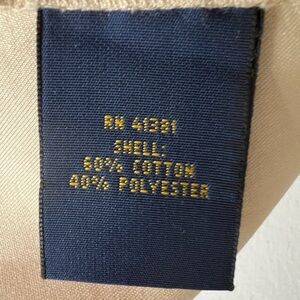 RN 41381
SHELL:
60% COTTON
40% POLYESTER